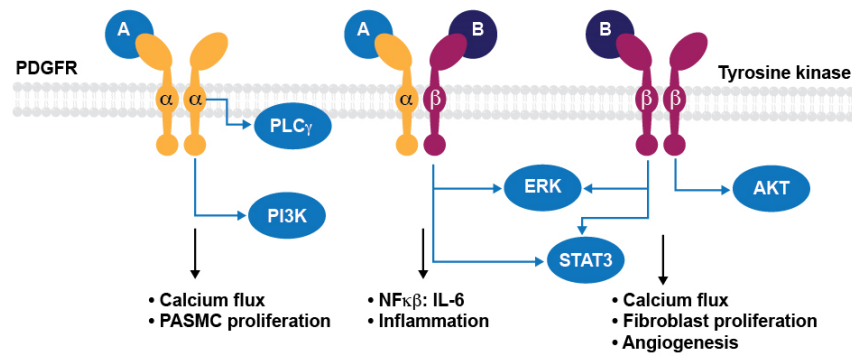 A
A
B
B
PDGFR
Tyrosine kinase
α
α
α
β
β
β
PLCγ
ERK
AKT
PI3K
STAT3
• Calcium flux
• PASMC proliferation
• NFκβ: IL-6
• Inflammation
• Calcium flux
• Fibroblast proliferation
• Angiogenesis